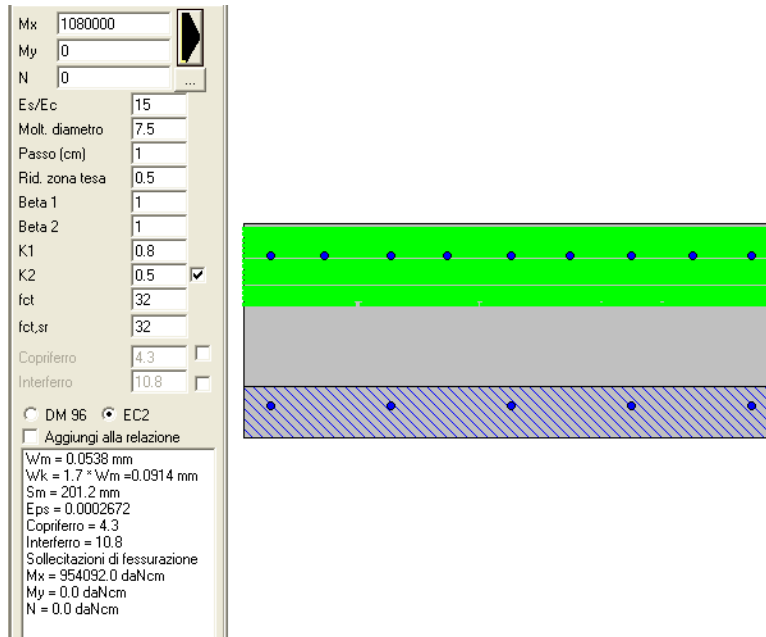 Mx 1080000
My 0
N 0 ...
Es/Ec 15
Molt. diametro 7.5
Passo (cm) 1
Rid. zona tesa 0.5
Beta 1 1
Beta 2 1
K1 0.8
K2 0.5
fct 32
fct,sr 32
Copriferro 4.3
Interferro 10.8
DM 96 EC2
Aggiungi alla relazione
Wm = 0.0538 mm
Wk = 1.7 * Wm =0.0914 mm
Sm = 201.2 mm
Eps = 0.0002672
Copriferro = 4.3
Interferro = 10.8
Sollecitazioni di fessurazione
Mx = 954092.0 daNcm
My = 0.0 daNcm
N = 0.0 daNcm